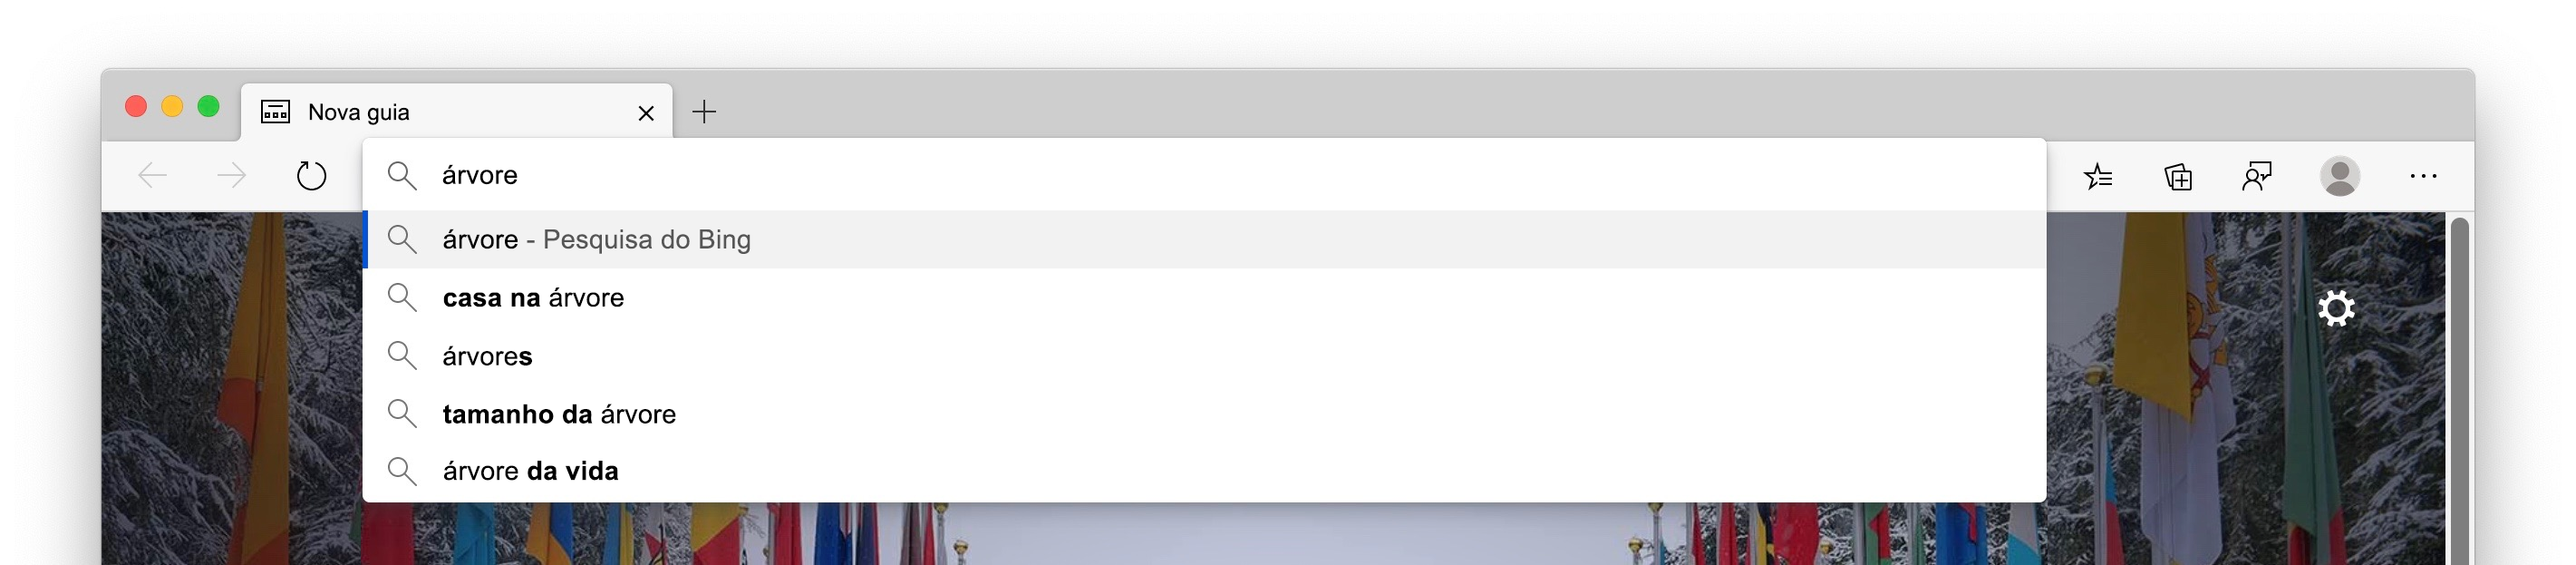 Nova guia
árvore
árvore - Pesquisa do Bing
casa na árvore
árvores
tamanho da árvore
árvore da vida